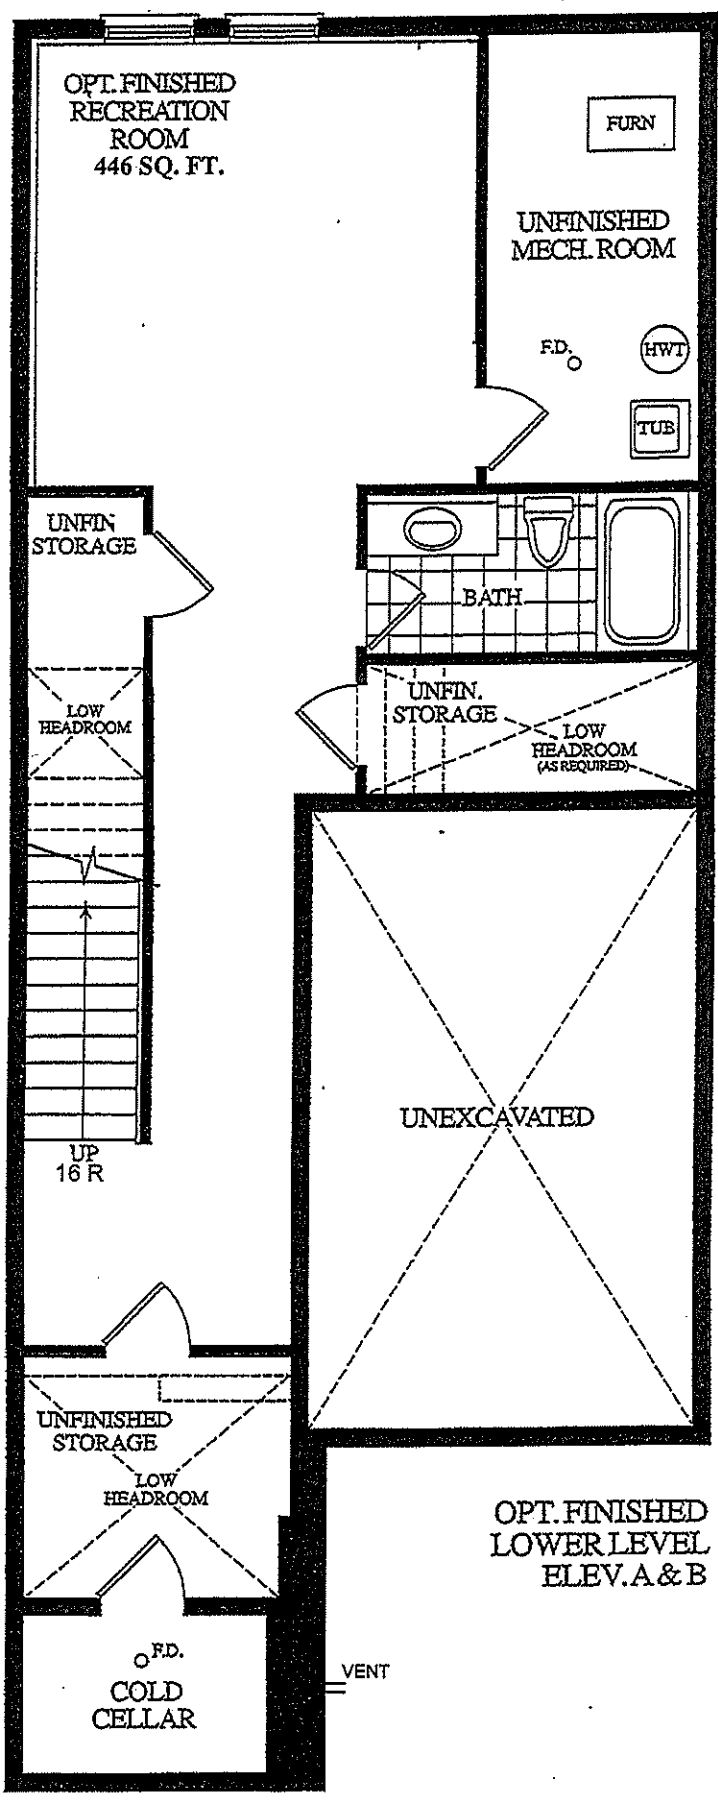 OPT. FINISHED
RECREATION
ROOM
446 SQ. FT.
FURN
UNFINISHED
MECH. ROOM
F.D.
HWT
TUB
UNFIN
STORAGE
BATH
UNFIN.
STORAGE
LOW
HEADROOM
LOW
HEADROOM
(AS REQUIRED)
UNEXCAVATED
UP
16 R
UNFINISHED
STORAGE
LOW
HEADROOM
OPT. FINISHED
LOWER LEVEL
ELEV. A & B
F.D.
COLD
CELLAR
VENT